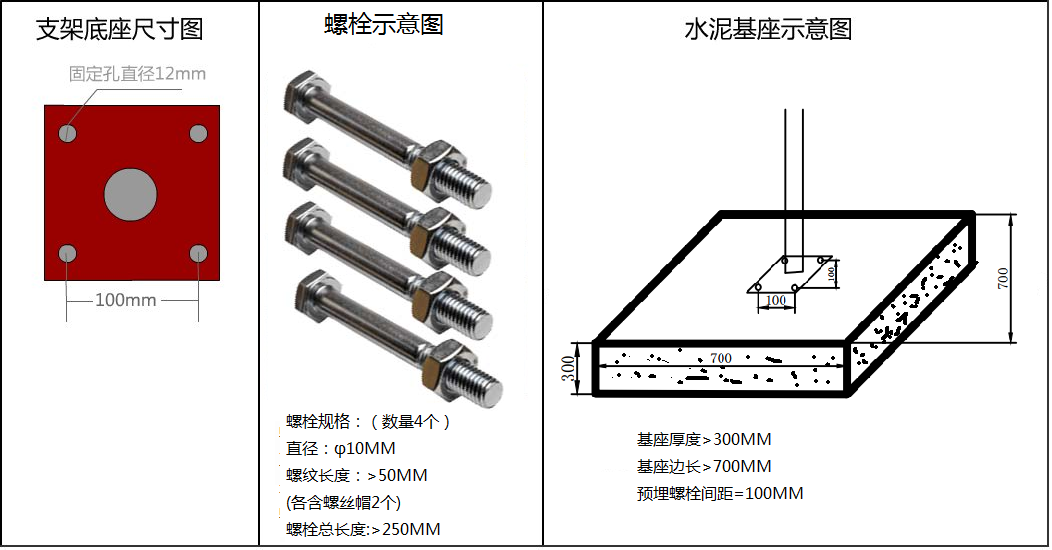 支架底座尺寸图
固定孔直径12mm
100mm
螺栓示意图
螺栓规格：（数量4个）
直径：φ10MM
螺纹长度：>50MM
(各含螺丝帽2个)
螺栓总长度:>250MM
水泥基座示意图
100
100
700
700
300
基座厚度>300MM
基座边长>700MM
预埋螺栓间距=100MM